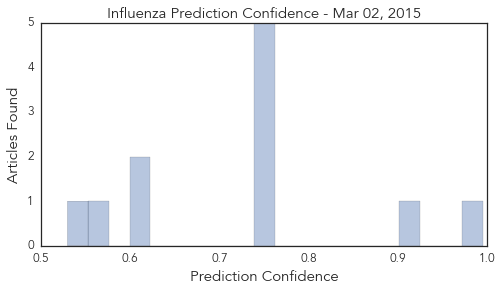 Influenza Prediction Confidence - Mar 02, 2015
Articles Found
5
4
3
2
1
0
0.5 0.6 0.7 0.8 0.9 1.0
Prediction Confidence